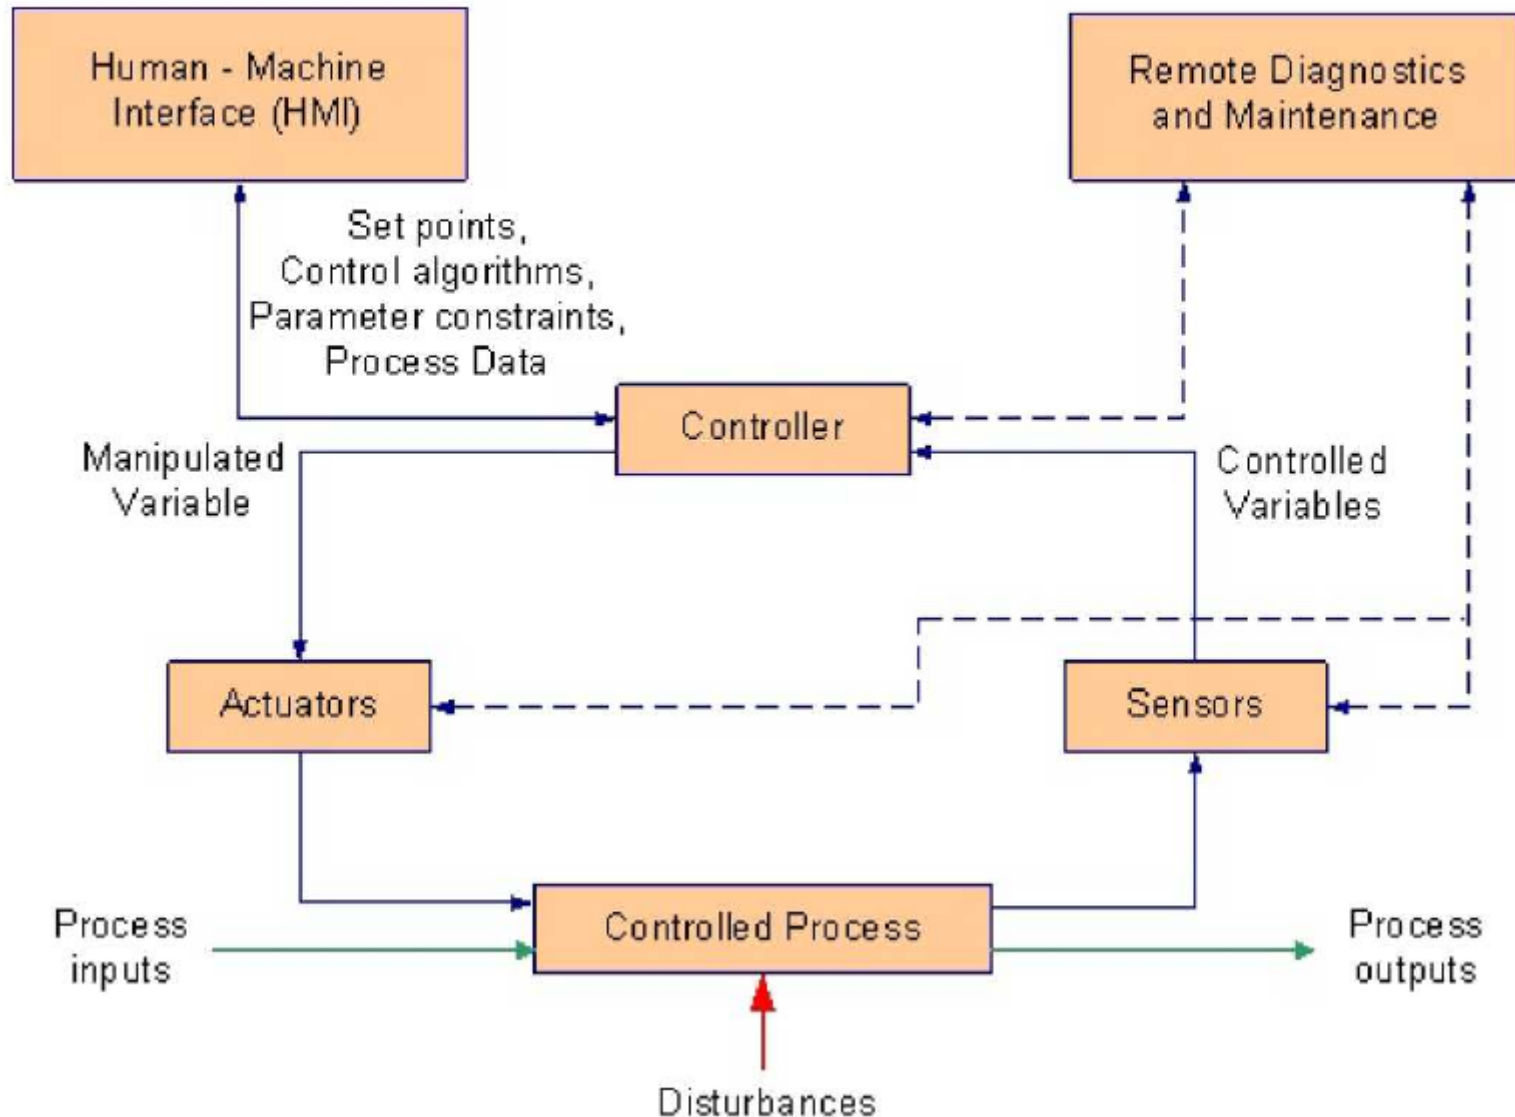 Human - Machine
Interface (HMI)
Remote Diagnostics
and Maintenance
Set points,
Control algorithms,
Parameter constraints,
Process Data
Controller
Manipulated
Variable
Controlled
Variables
Actuators
Sensors
Process
inputs
Controlled Process
Process
outputs
Disturbances